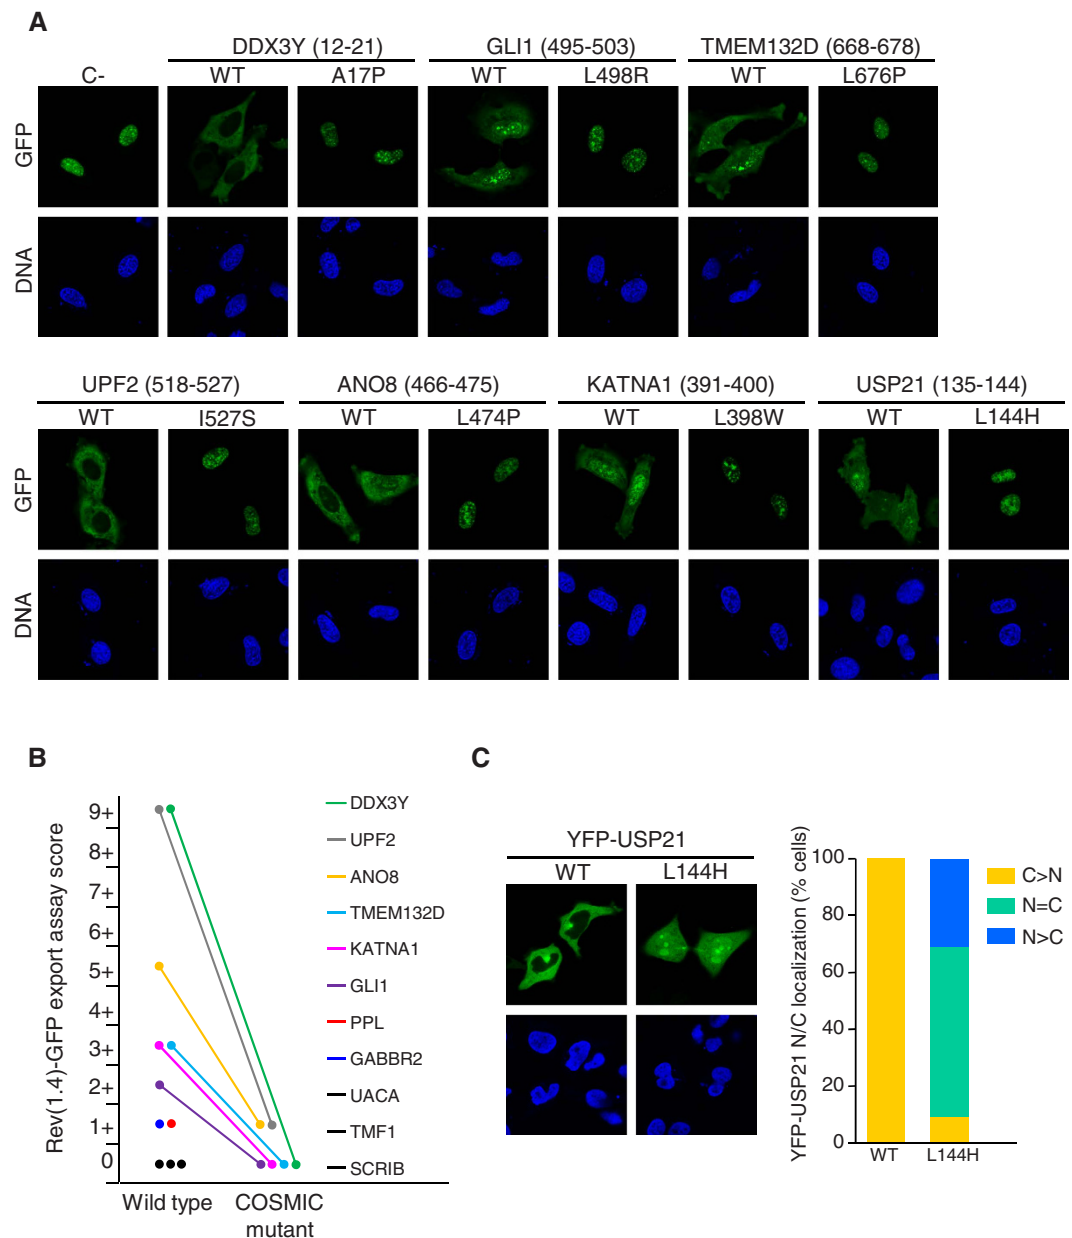 A
DDX3Y (12-21) GLI1 (495-503) TMEM132D (668-678)
C- WT A17P WT L498R WT L676P
GFP
DNA
UPF2 (518-527) ANO8 (466-475) KATNA1 (391-400) USP21 (135-144)
WT I527S WT L474P WT L398W WT L144H
GFP
DNA
B
Rev(1.4)-GFP export assay score
9+
8+
7+
6+
5+
4+
3+
2+
1+
0
Wild type COSMIC
mutant
DDX3Y
UPF2
ANO8
TMEM132D
KATNA1
GLI1
PPL
GABBR2
UACA
TMF1
SCRIB
C
YFP-USP21
WT L144H
YFP-USP21 N/C localization (% cells)
100
80
60
40
20
0
WT L144H
C>N
N=C
N>C